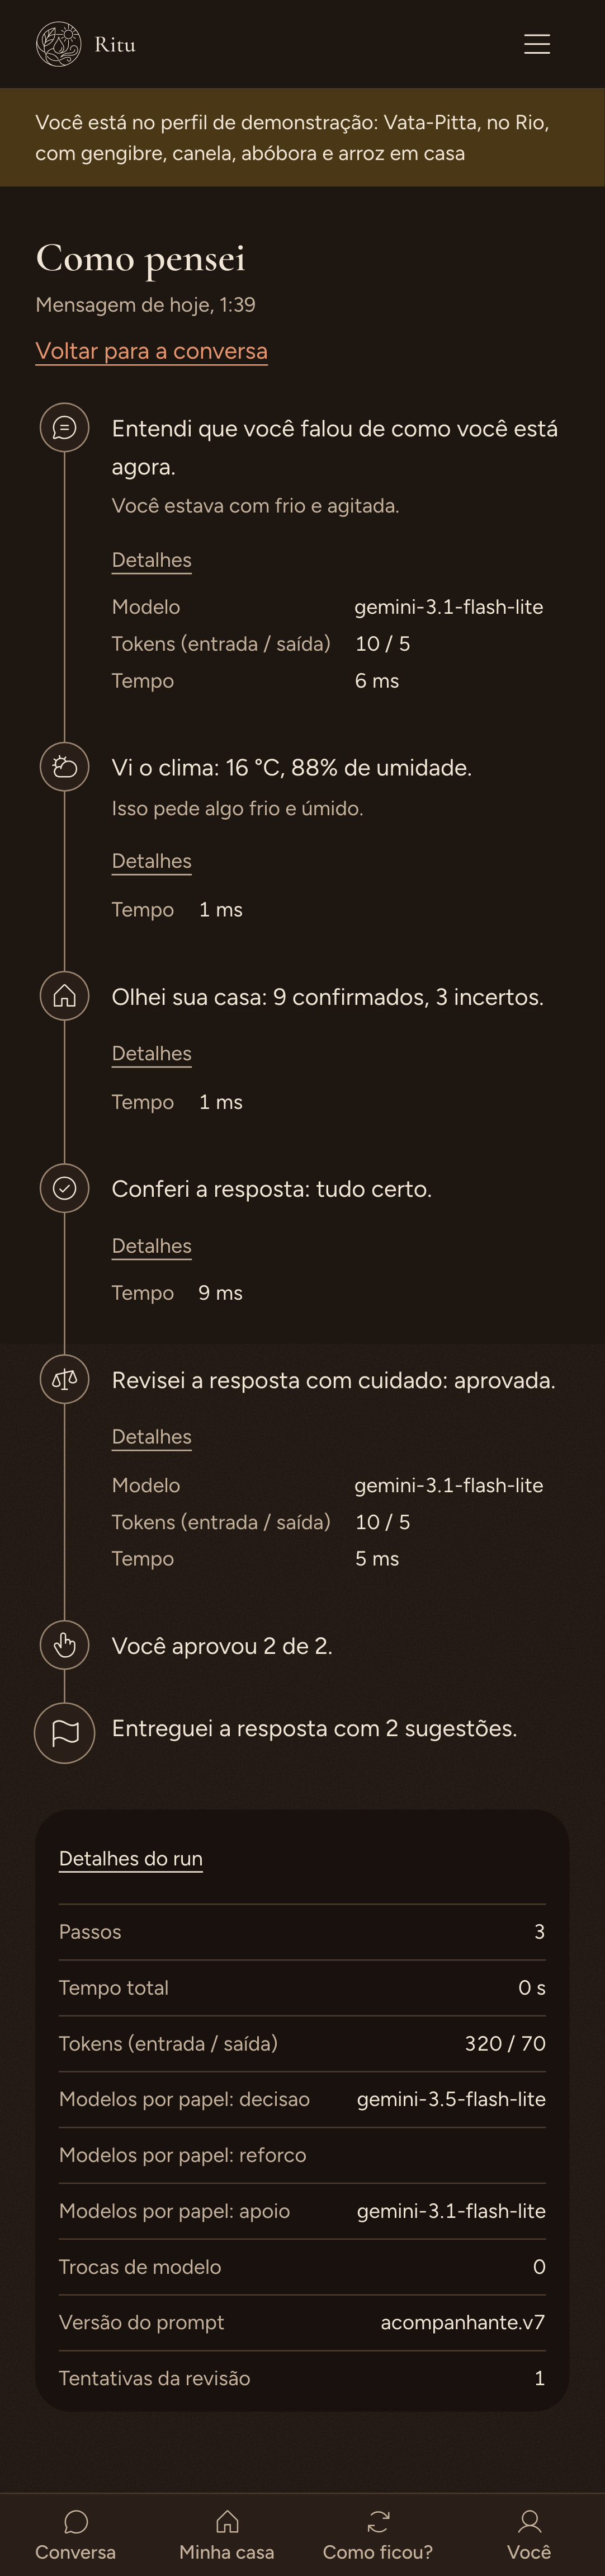 Ritu
Você está no perfil de demonstração: Vata-Pitta, no Rio,
com gengibre, canela, abóbora e arroz em casa
Como pensei
Mensagem de hoje, 1:39
Voltar para a conversa
Entendi que você falou de como você está
agora.
Você estava com frio e agitada.
Detalhes
Modelo gemini-3.1-flash-lite
Tokens (entrada / saída) 10 / 5
Tempo 6 ms
Vi o clima: 16 °C, 88% de umidade.
Isso pede algo frio e úmido.
Detalhes
Tempo 1 ms
Olhei sua casa: 9 confirmados, 3 incertos.
Detalhes
Tempo 1 ms
Conferi a resposta: tudo certo.
Detalhes
Tempo 9 ms
Revisei a resposta com cuidado: aprovada.
Detalhes
Modelo gemini-3.1-flash-lite
Tokens (entrada / saída) 10 / 5
Tempo 5 ms
Você aprovou 2 de 2.
Entreguei a resposta com 2 sugestões.
Detalhes do run
Passos 3
Tempo total 0 s
Tokens (entrada / saída) 320 / 70
Modelos por papel: decisao gemini-3.5-flash-lite
Modelos por papel: reforco
Modelos por papel: apoio gemini-3.1-flash-lite
Trocas de modelo 0
Versão do prompt acompanhante.v7
Tentativas da revisão 1
Conversa Minha casa Como ficou? Você